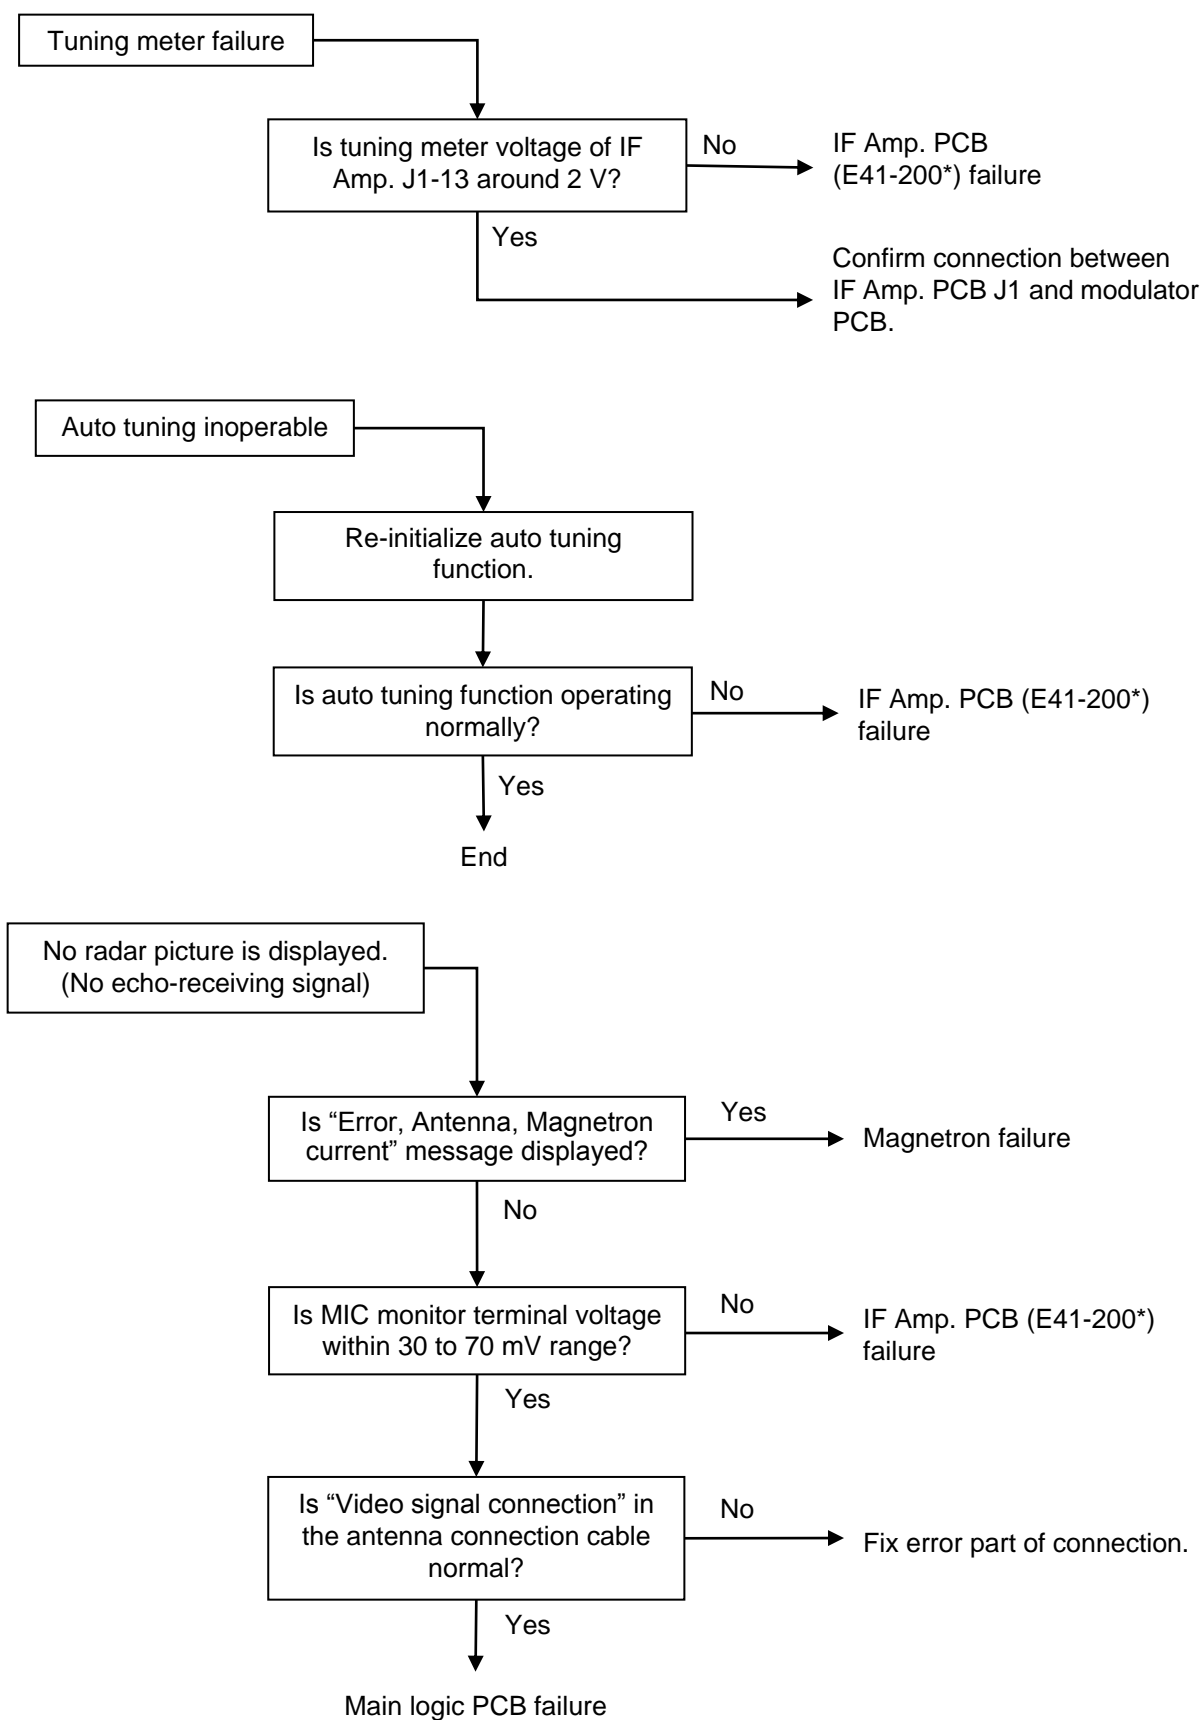 Tuning meter failure
Is tuning meter voltage of IF
Amp. J1-13 around 2 V?
No
IF Amp. PCB
(E41-200*) failure
Yes
Confirm connection between
IF Amp. PCB J1 and modulator
PCB.
Auto tuning inoperable
Re-initialize auto tuning
function.
Is auto tuning function operating
normally?
No
IF Amp. PCB (E41-200*)
failure
Yes
End
No radar picture is displayed.
(No echo-receiving signal)
Is “Error, Antenna, Magnetron
current” message displayed?
Yes
Magnetron failure
No
Is MIC monitor terminal voltage
within 30 to 70 mV range?
No
IF Amp. PCB (E41-200*)
failure
Yes
Is “Video signal connection” in
the antenna connection cable
normal?
No
Fix error part of connection.
Yes
Main logic PCB failure